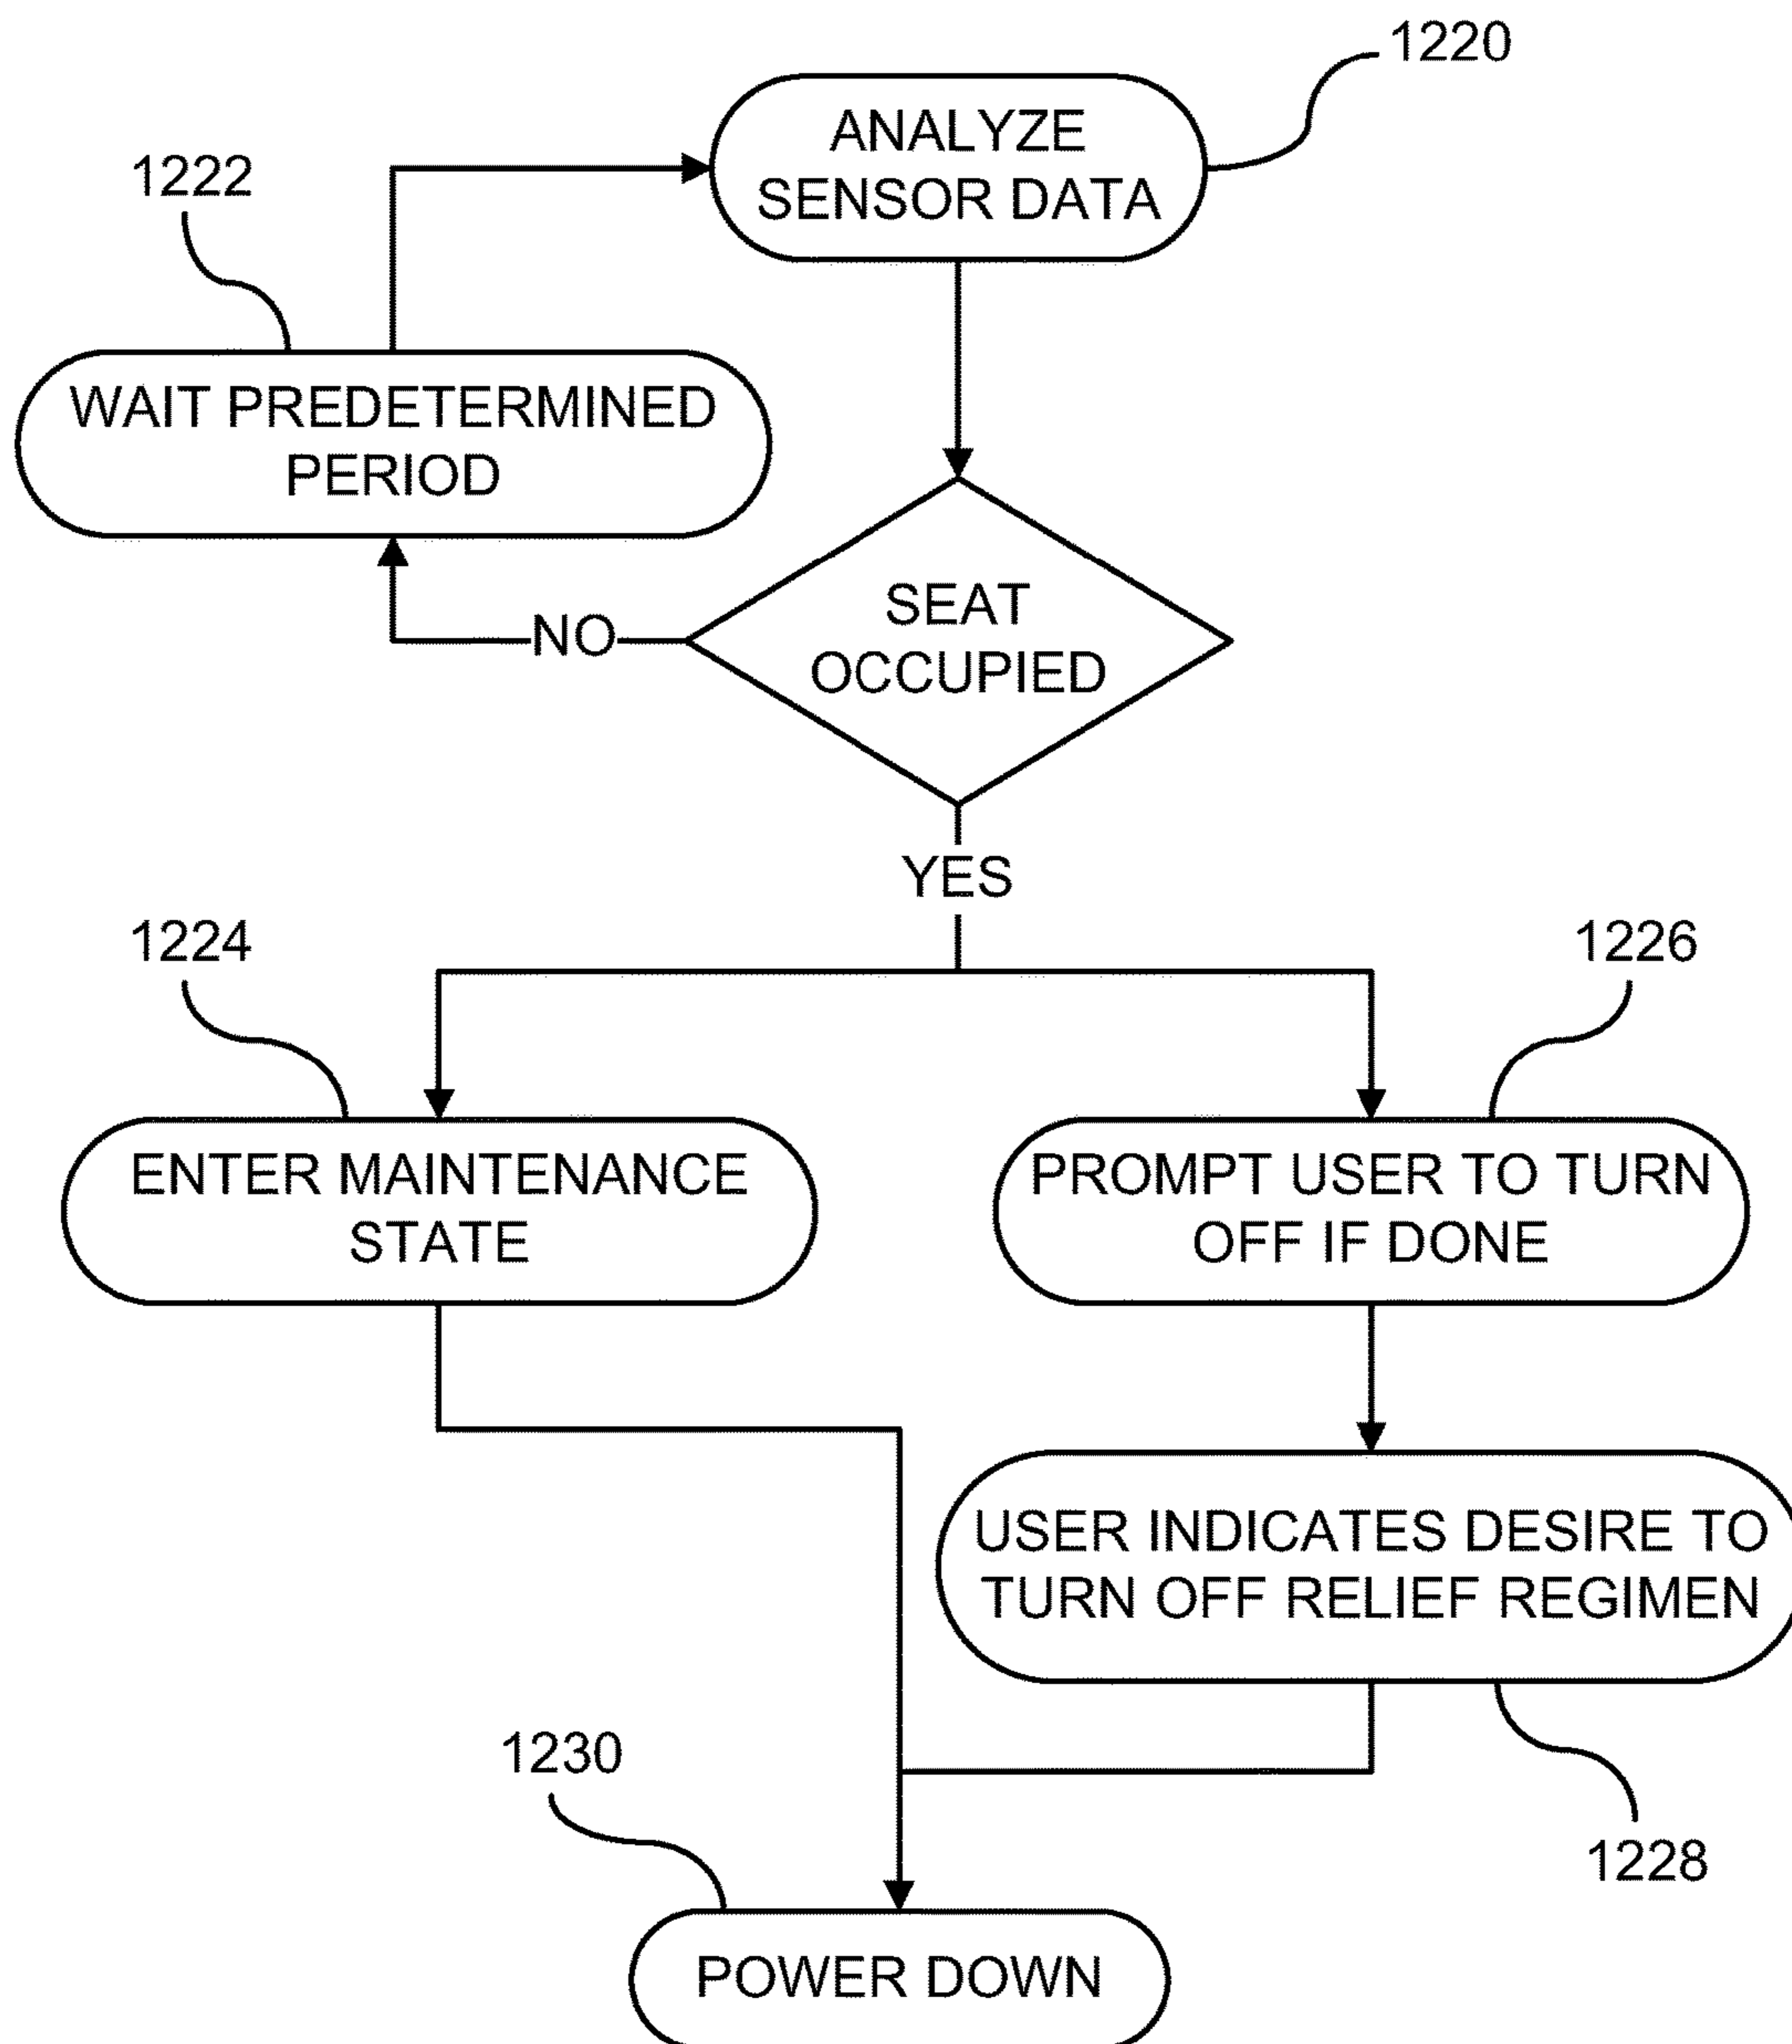 1220
ANALYZE
SENSOR DATA
1222
WAIT PREDETERMINED
PERIOD
SEAT
OCCUPIED
NO
YES
1224
1226
ENTER MAINTENANCE
STATE
PROMPT USER TO TURN
OFF IF DONE
USER INDICATES DESIRE TO
TURN OFF RELIEF REGIMEN
1230
1228
POWER DOWN